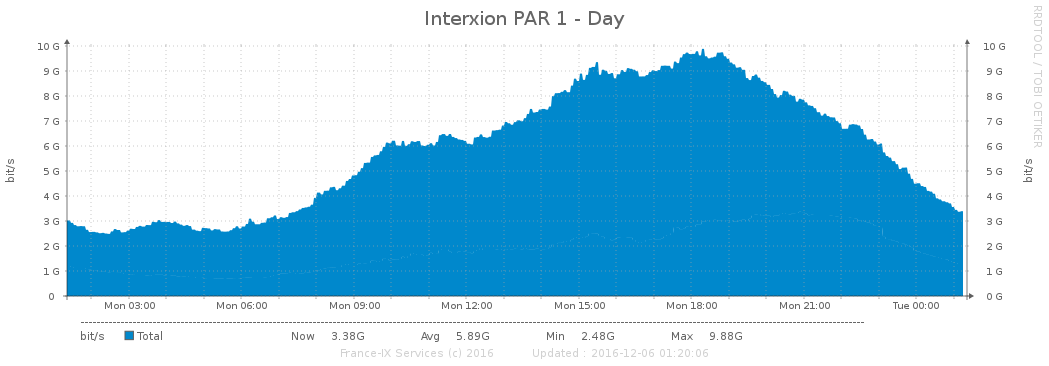 Interxion PAR 1 - Day
RRDTOOL / TOBI OETIKER
bit/s
10 G
9 G
8 G
7 G
6 G
5 G
4 G
3 G
2 G
1 G
0
10 G
9 G
8 G
7 G
6 G
5 G
4 G
3 G
2 G
1 G
0 G
bit/s
Mon 03:00 Mon 06:00 Mon 09:00 Mon 12:00 Mon 15:00 Mon 18:00 Mon 21:00 Tue 00:00
bit/s Total Now 3.38G Avg 5.89G Min 2.48G Max 9.88G
France-IX Services (c) 2016 Updated : 2016-12-06 01:20:06